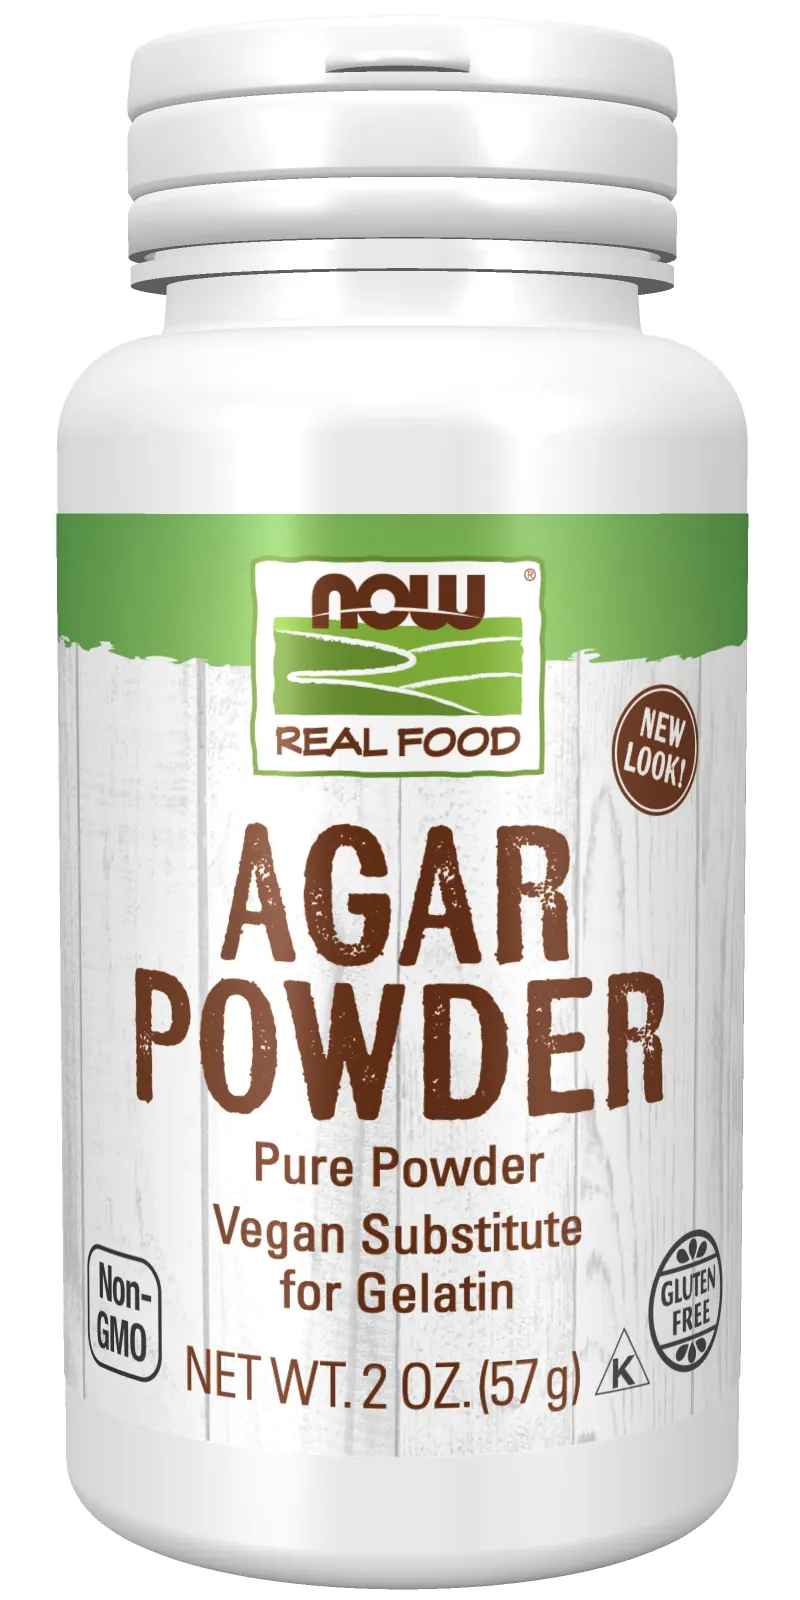 now®
REAL FOOD
NEW
LOOK!
AGAR
POWDER
Pure Powder
Vegan Substitute
for Gelatin
Non-
GMO
GLUTEN
FREE
NET WT. 2 OZ. (57 g)
K